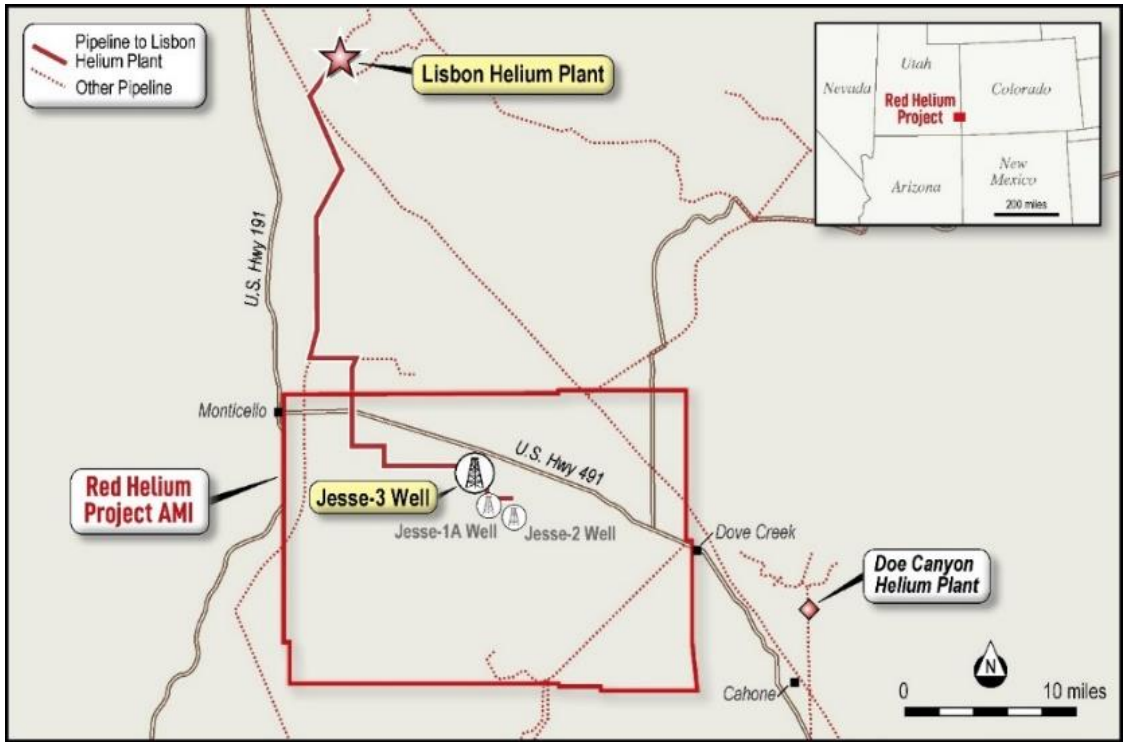 Pipeline to Lisbon
Helium Plant
Other Pipeline
Lisbon Helium Plant
Utah
Nevada
Colorado
Red Helium
Project
Arizona
New
Mexico
200 miles
U.S. Hwy 191
Monticello
U.S. Hwy 491
Red Helium
Project AMI
Jesse-3 Well
Jesse-1A Well
Jesse-2 Well
Dove Creek
Doe Canyon
Helium Plant
Cahone
N
0
10 miles